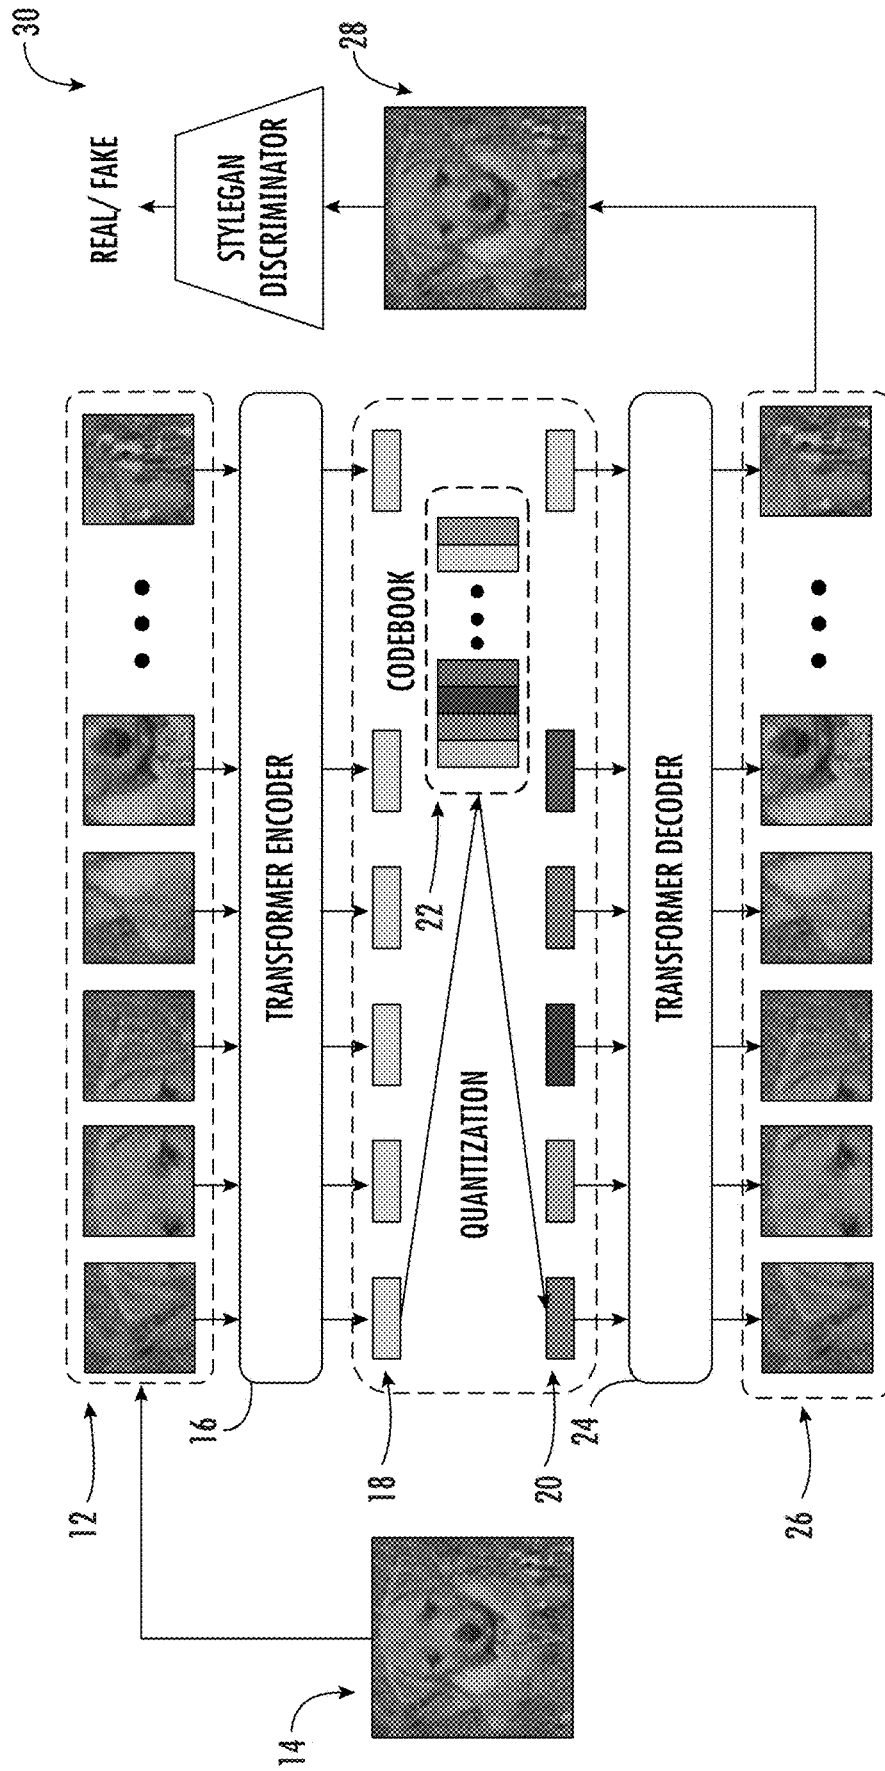 30
REAL/ FAKE
STYLEGAN
DISCRIMINATOR
28
12
16
TRANSFORMER ENCODER
14
18
CODEBOOK
22
QUANTIZATION
20
24
TRANSFORMER DECODER
26